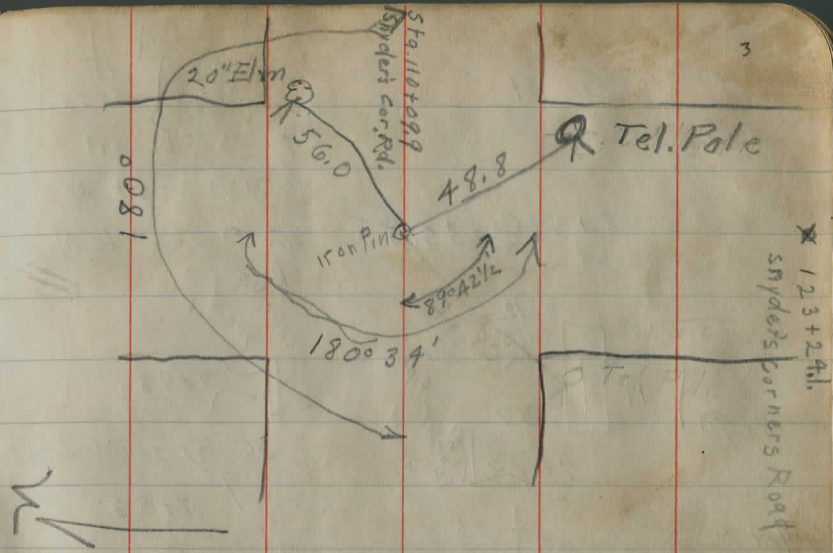 3
Sta. 110+09.9
Snyder's Cor. Rd.
20" Elm
56.0
48.8
Tel. Pole
Iron Pin
180°
89°42½
180° 34'
123+24.1.
Snyder's Corners Road
Tel. P
N